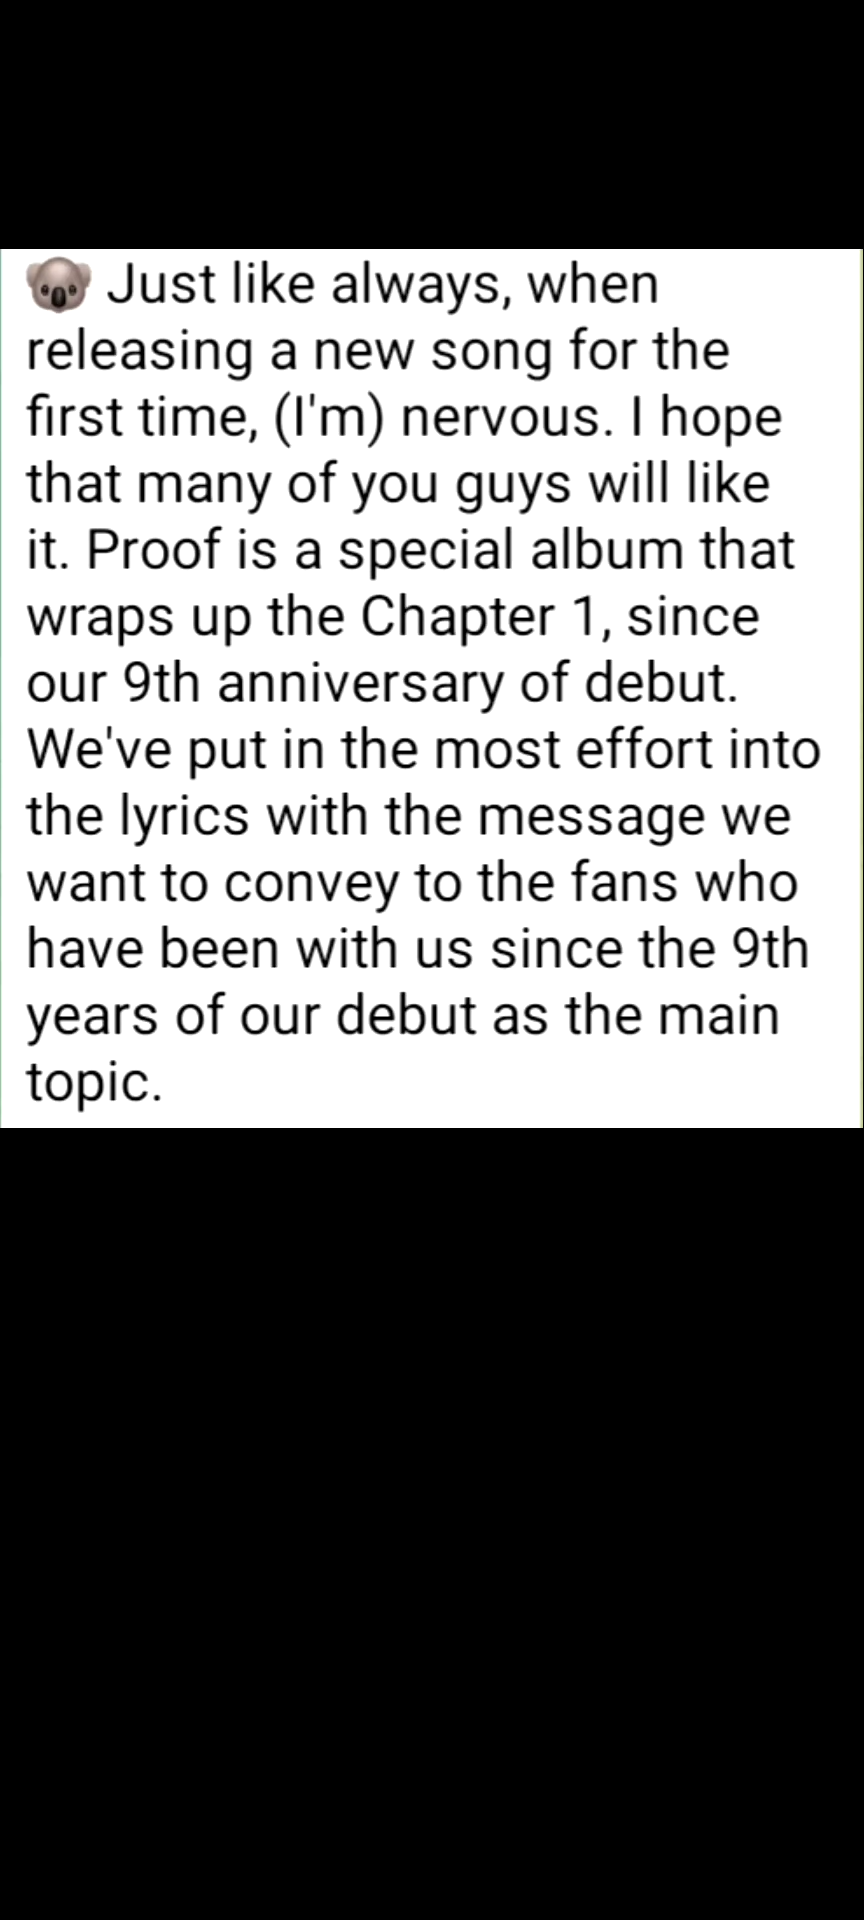 🐨 Just like always, when
releasing a new song for the
first time, (I'm) nervous. I hope
that many of you guys will like
it. Proof is a special album that
wraps up the Chapter 1, since
our 9th anniversary of debut.
We've put in the most effort into
the lyrics with the message we
want to convey to the fans who
have been with us since the 9th
years of our debut as the main
topic.